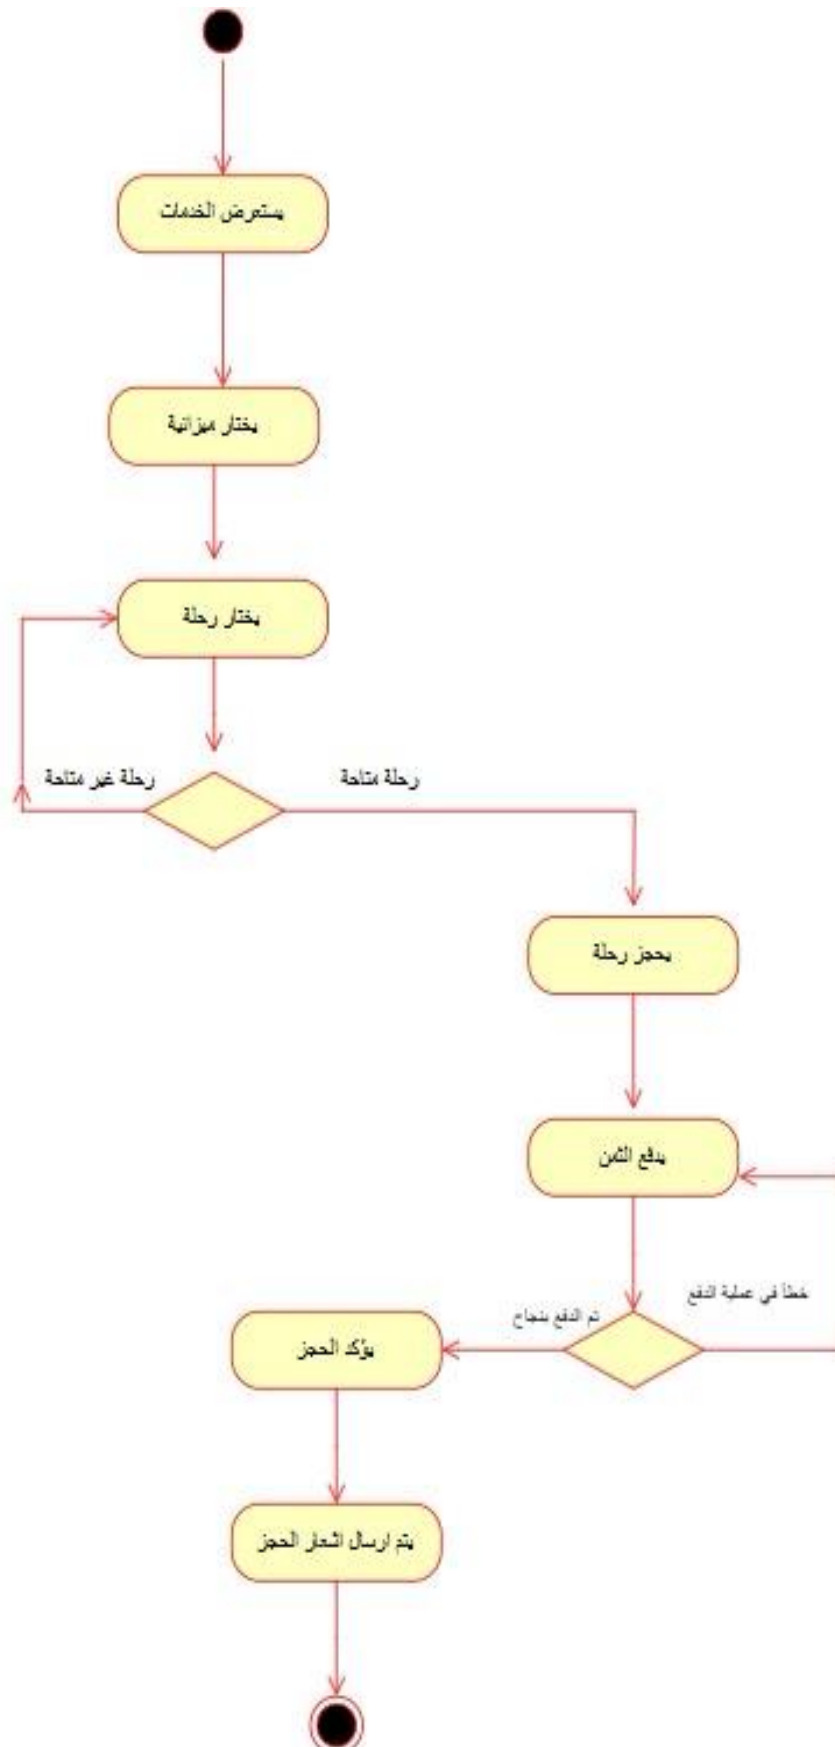 يستعرض الخدمات
يختار ميزانية
يختار رحلة
رحلة غير متاحة
رحلة متاحة
يحجز رحلة
يدفع الثمن
خطأ في عملية الدفع
تم الدفع بنجاح
يؤكد الحجز
يتم ارسال اشعار الحجز